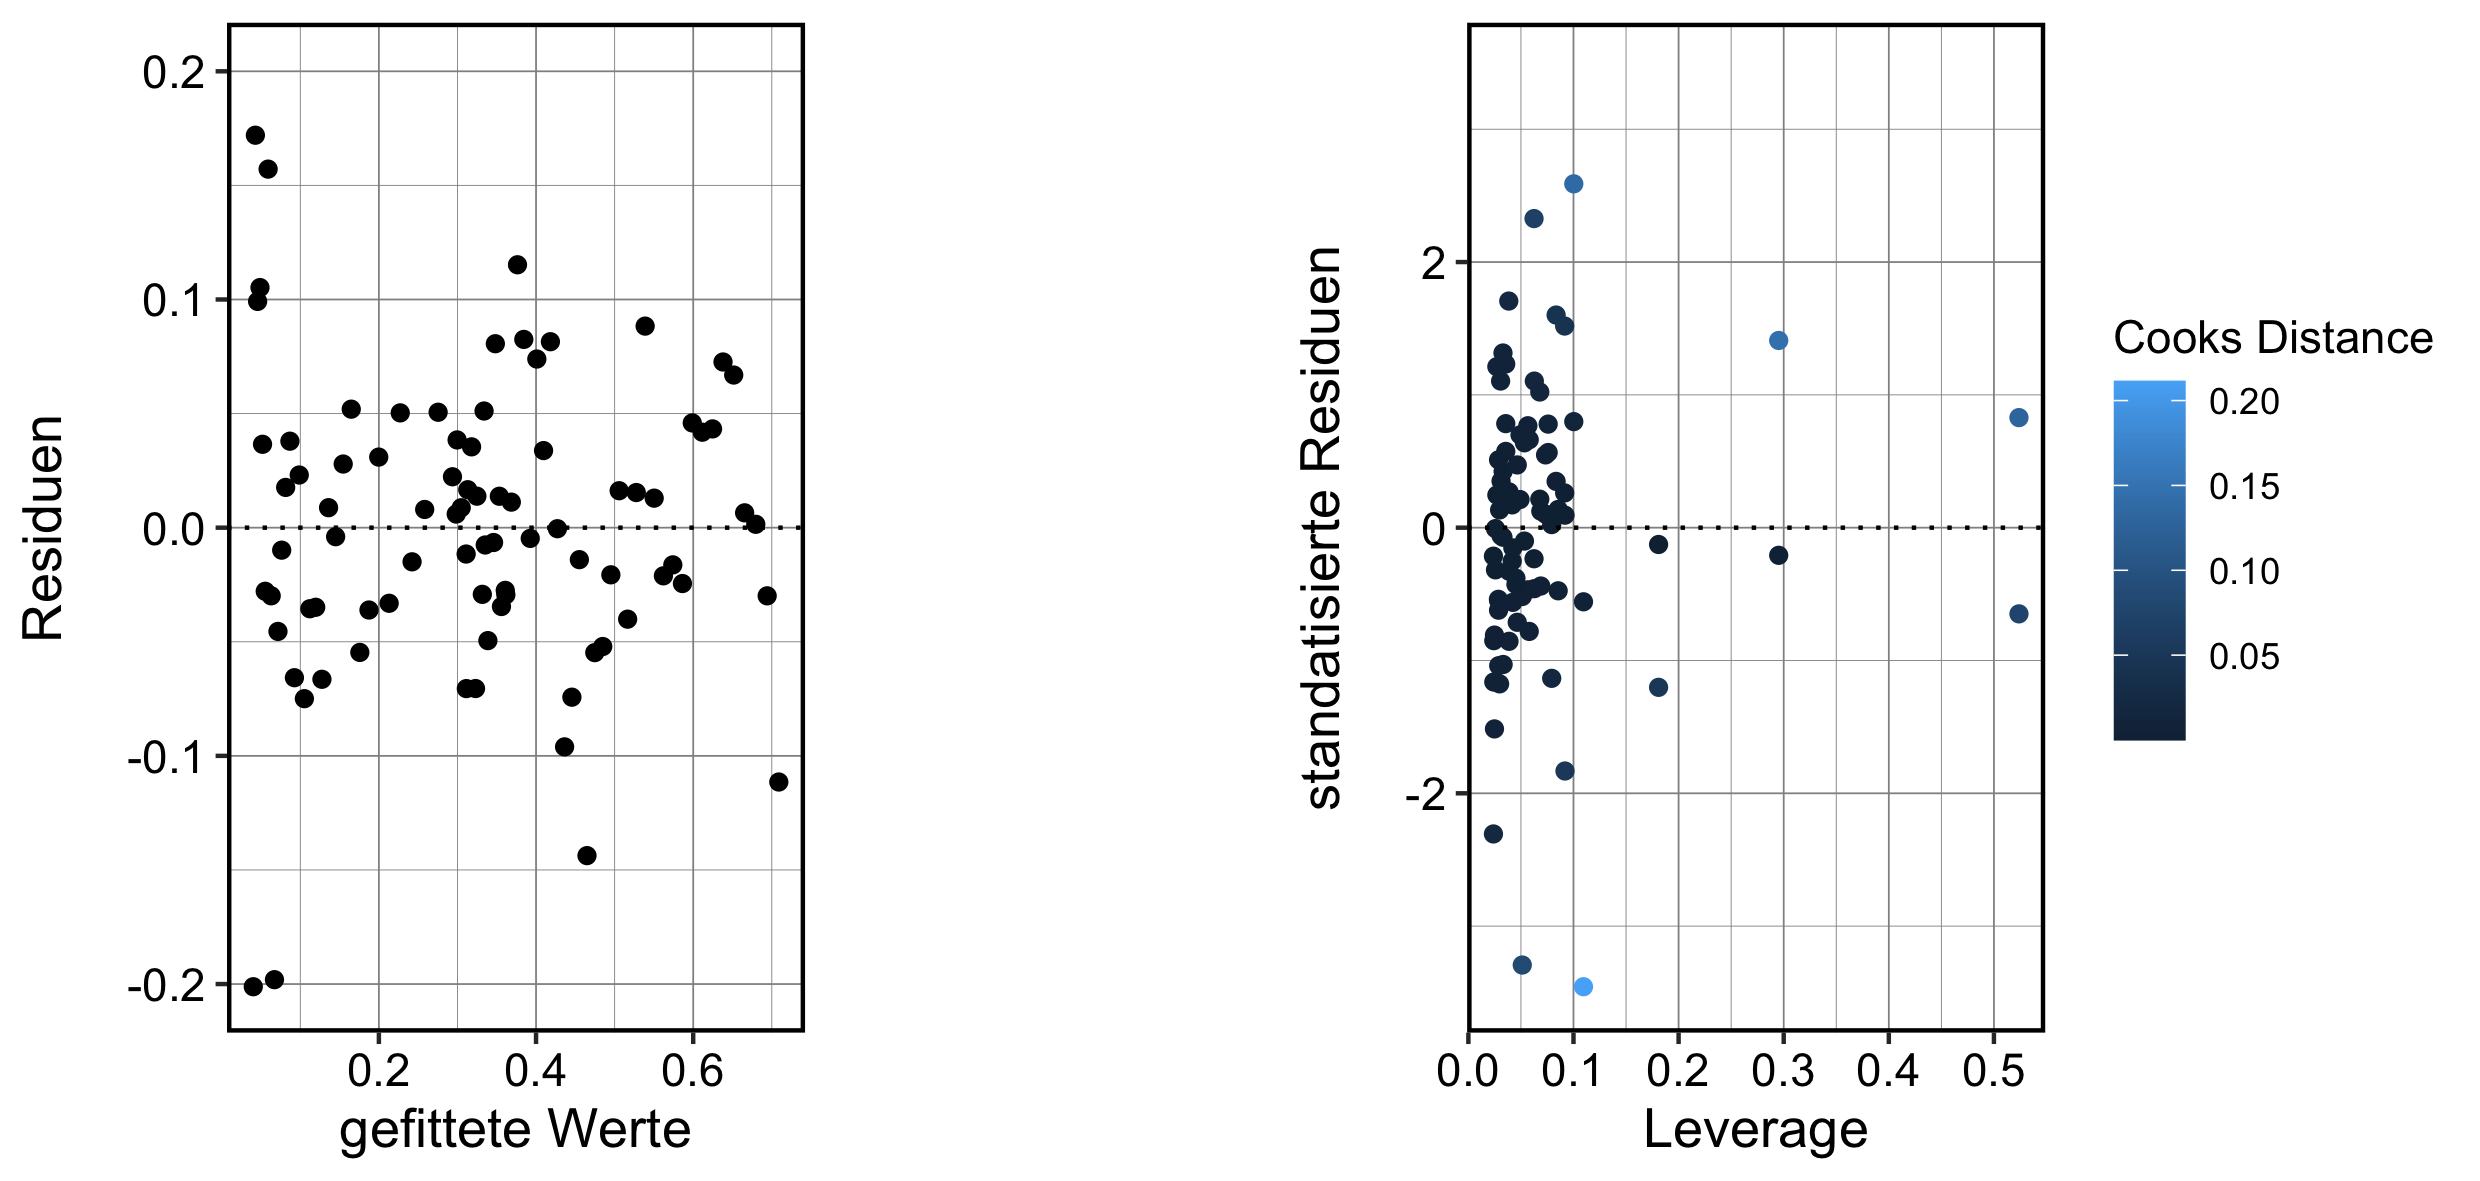 Residuen
0.2
0.1
0.0
-0.1
-0.2
0.2 0.4 0.6
gefittete Werte
standatisierte Residuen
2
0
-2
0.0 0.1 0.2 0.3 0.4 0.5
Leverage
Cooks Distance
0.20
0.15
0.10
0.05